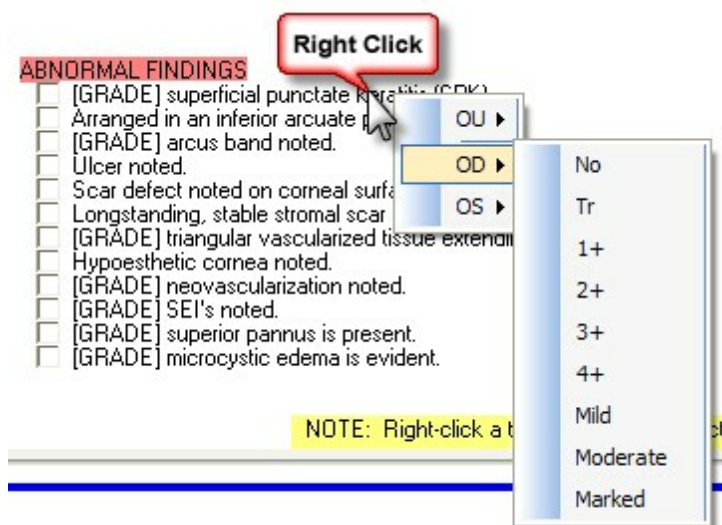 Right Click
ABNORMAL FINDINGS
[GRADE] superficial punctate keratitis (SPK)
Arranged in an inferior arcuate
[GRADE] arcus band noted.
Ulcer noted.
Scar defect noted on corneal
Longstanding, stable stromal scar
[GRADE] triangular vascularized tissue
Hypoesthetic cornea noted.
[GRADE] neovascularization noted.
[GRADE] SEI's noted.
[GRADE] superior pannus is present.
[GRADE] microcystic edema is evident.
OU
OD
OS
No
Tr
1+
2+
3+
4+
Mild
Moderate
Marked
NOTE: Right-click a